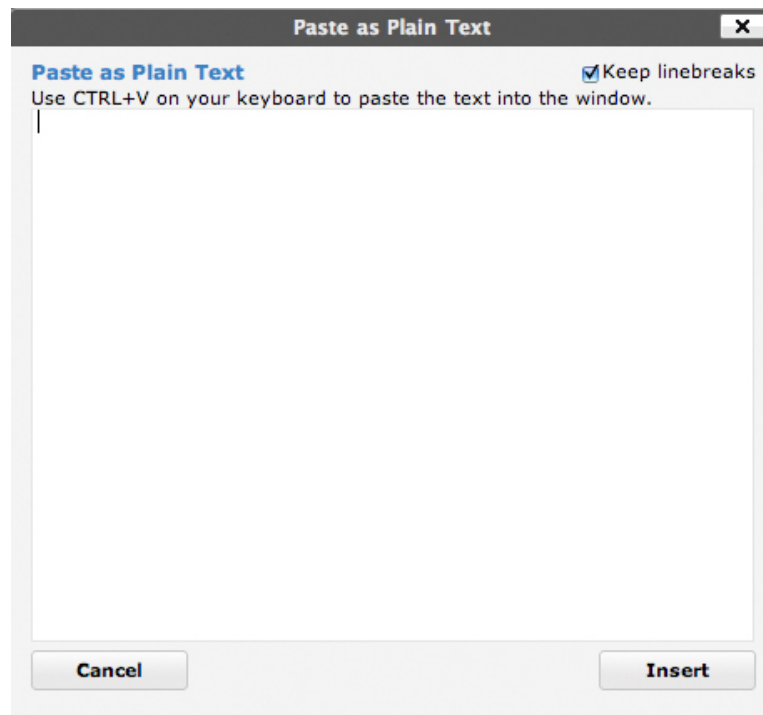 Paste as Plain Text
Paste as Plain Text Keep linebreaks
Use CTRL+V on your keyboard to paste the text into the window.
Cancel Insert